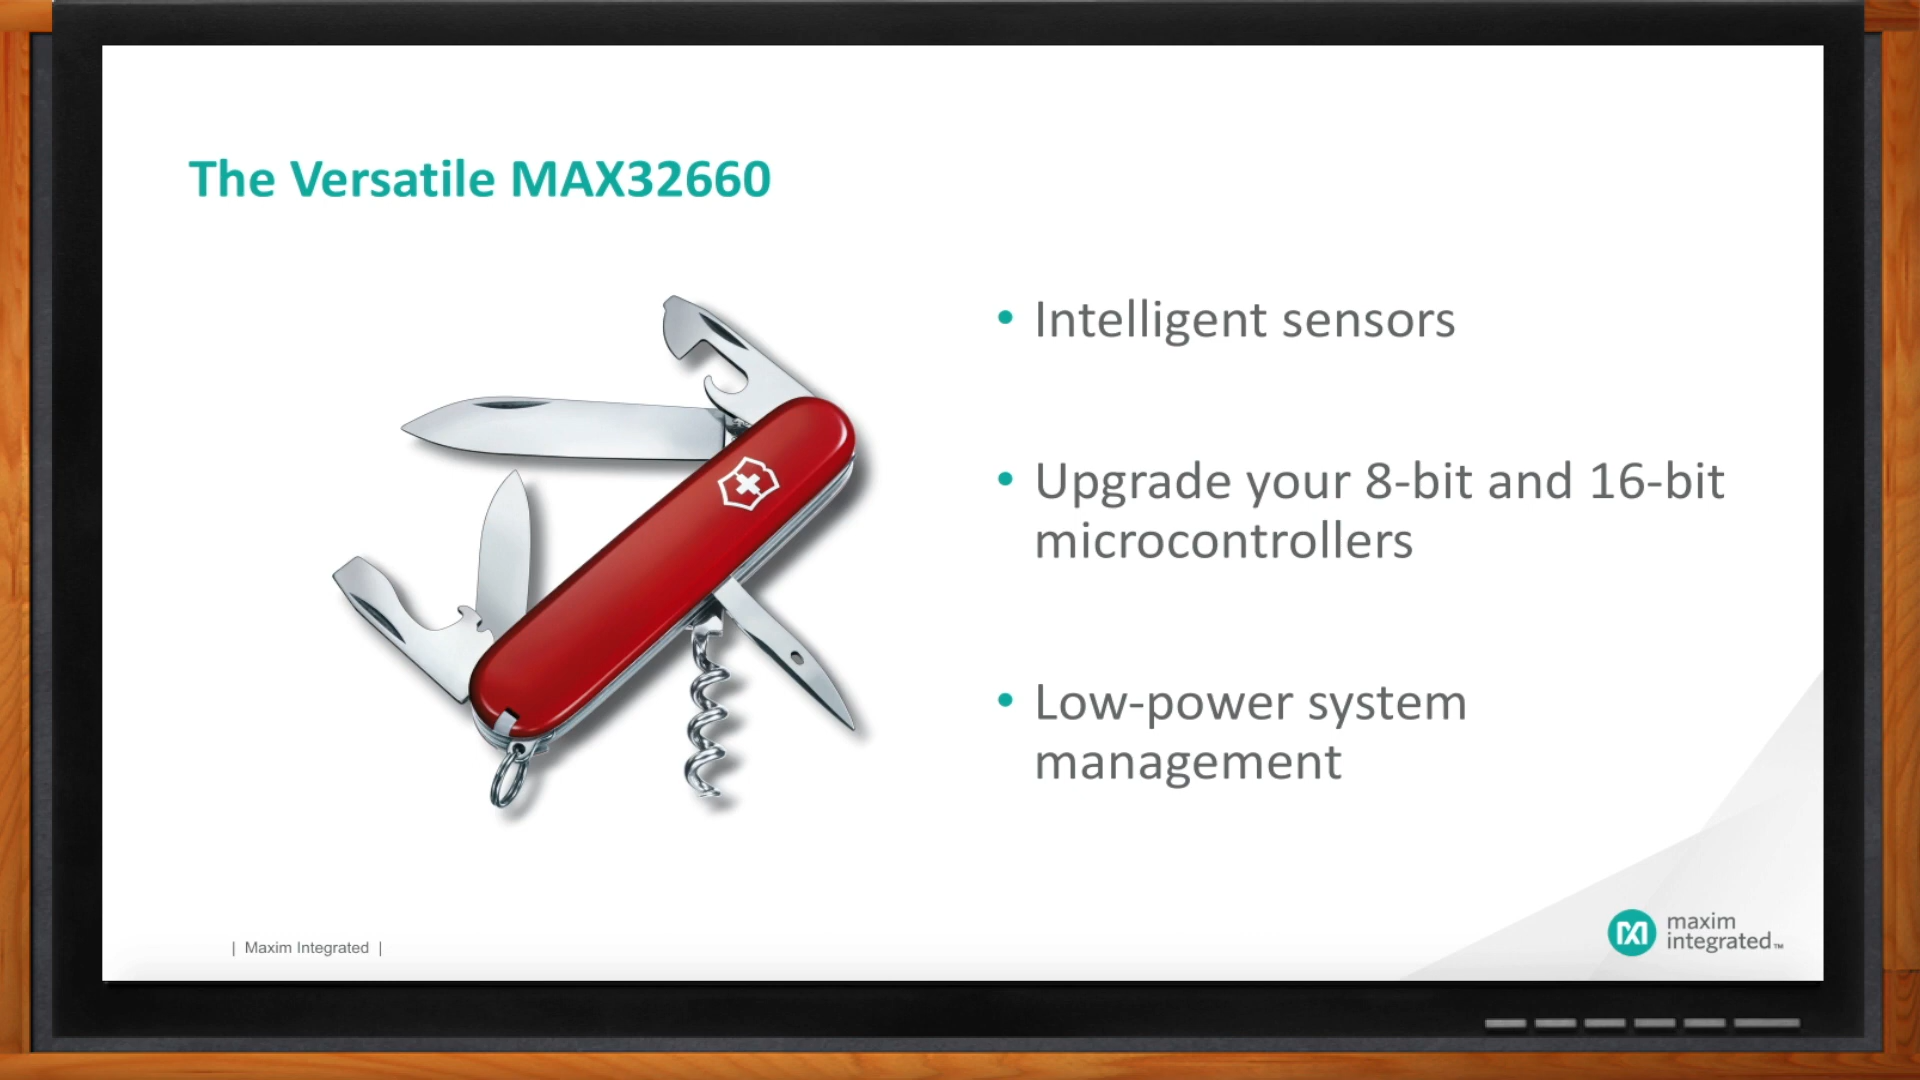 The Versatile MAX32660
• Intelligent sensors
• Upgrade your 8-bit and 16-bit
microcontrollers
• Low-power system
management
| Maxim Integrated |
maxim
integrated™